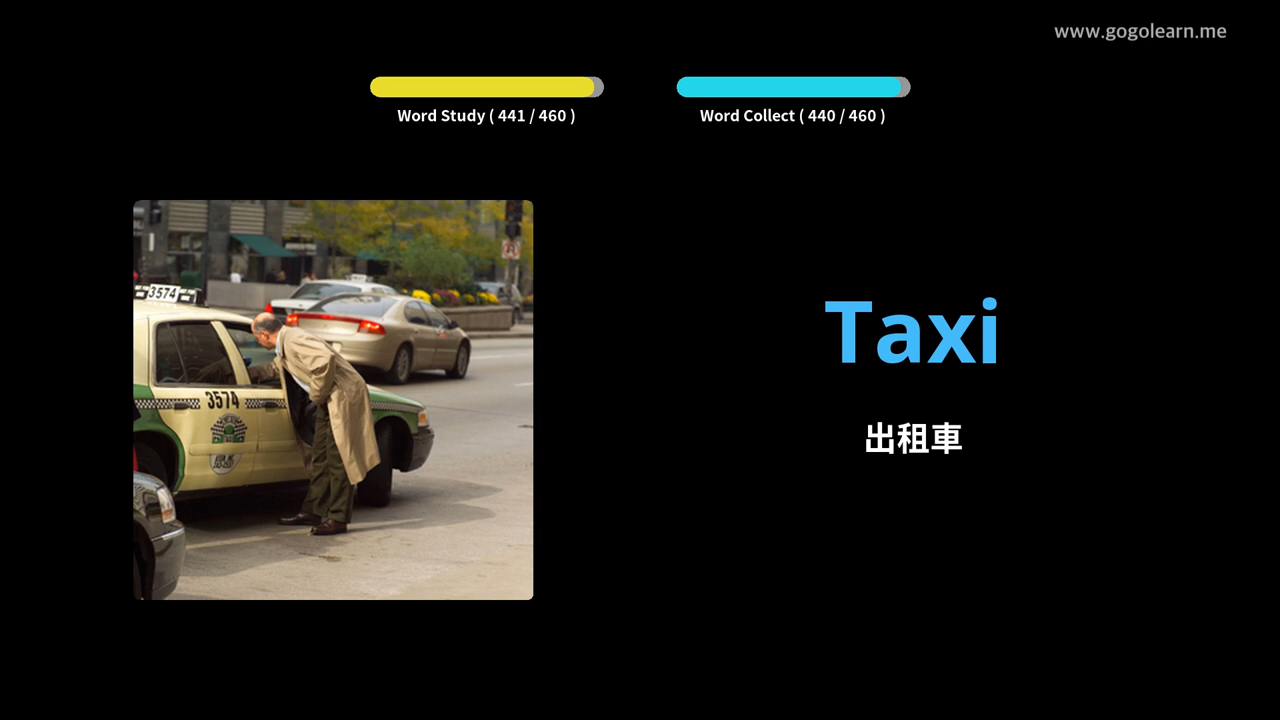 www.gogolearn.me
Word Study ( 441 / 460 )
Word Collect ( 440 / 460 )
3574
3574
Taxi
出租車